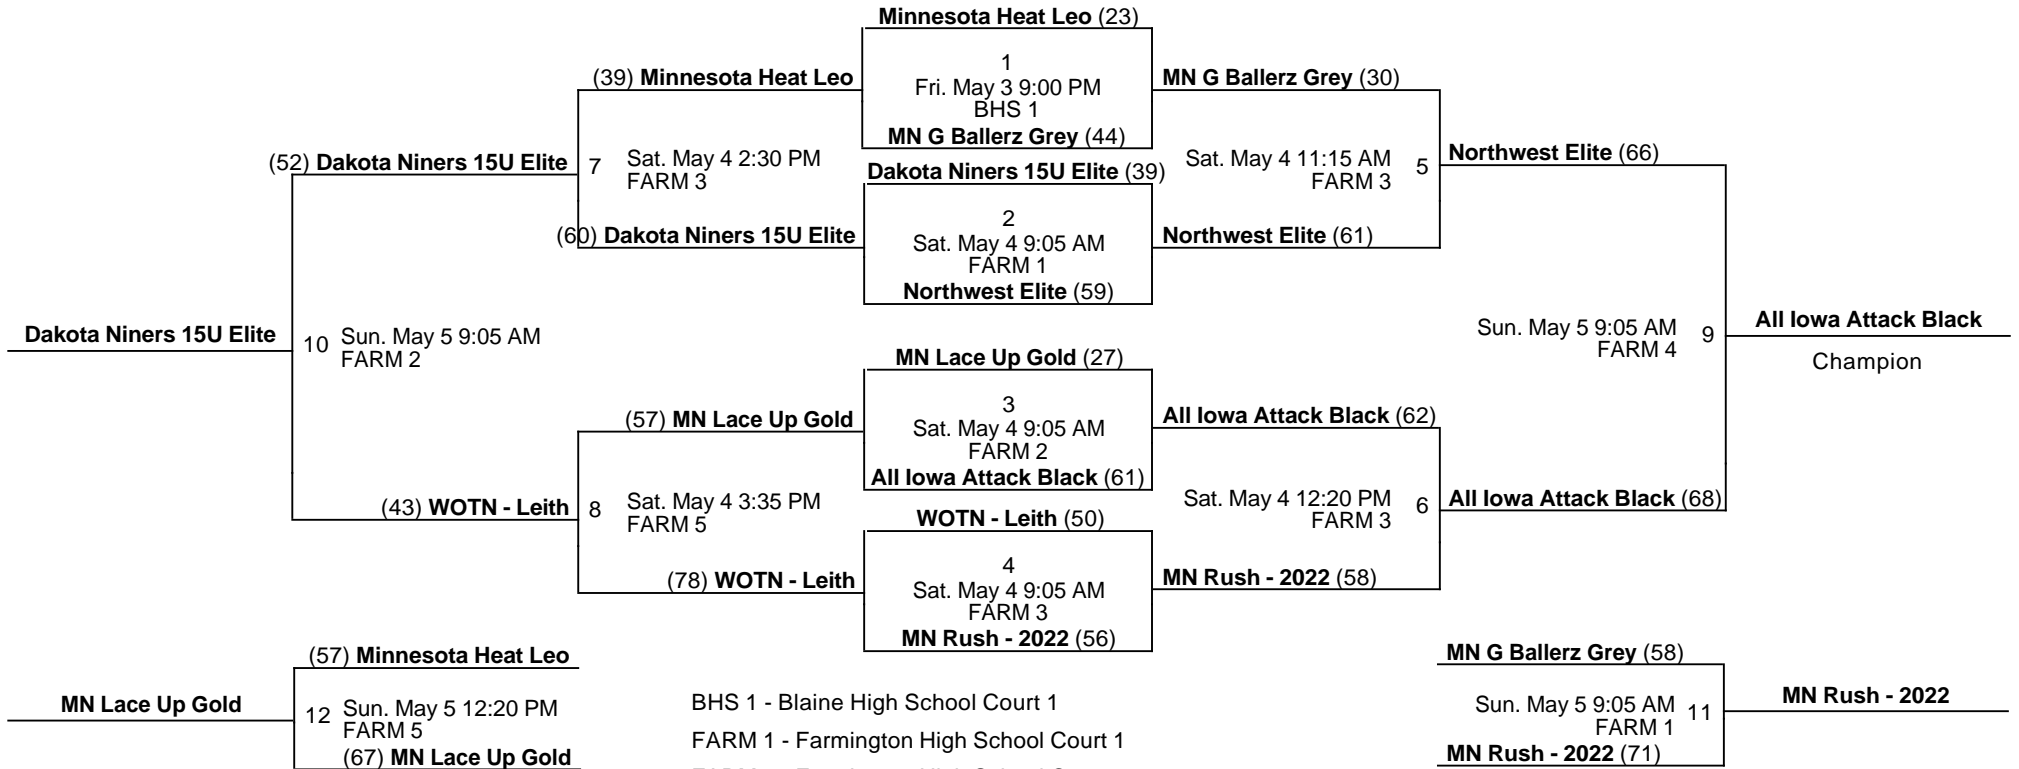 Minnesota Heat Leo (23)
1
Fri. May 3 9:00 PM
BHS 1
MN G Ballerz Grey (44)
(39) Minnesota Heat Leo
MN G Ballerz Grey (30)
(52) Dakota Niners 15U Elite
7 Sat. May 4 2:30 PM
FARM 3
Sat. May 4 11:15 AM 5
FARM 3
Northwest Elite (66)
Dakota Niners 15U Elite (39)
2
Sat. May 4 9:05 AM
FARM 1
Northwest Elite (59)
(60) Dakota Niners 15U Elite
Northwest Elite (61)
Dakota Niners 15U Elite
10 Sun. May 5 9:05 AM
FARM 2
Sun. May 5 9:05 AM 9
FARM 4
All Iowa Attack Black
Champion
MN Lace Up Gold (27)
3
Sat. May 4 9:05 AM
FARM 2
All Iowa Attack Black (61)
(57) MN Lace Up Gold
All Iowa Attack Black (62)
(43) WOTN - Leith
8 Sat. May 4 3:35 PM
FARM 5
Sat. May 4 12:20 PM 6
FARM 3
All Iowa Attack Black (68)
WOTN - Leith (50)
4
Sat. May 4 9:05 AM
FARM 3
MN Rush - 2022 (56)
(78) WOTN - Leith
MN Rush - 2022 (58)
(57) Minnesota Heat Leo
MN Lace Up Gold
12 Sun. May 5 12:20 PM
FARM 5
(67) MN Lace Up Gold
BHS 1 - Blaine High School Court 1
FARM 1 - Farmington High School Court 1
MN G Ballerz Grey (58)
Sun. May 5 9:05 AM 11
FARM 1
MN Rush - 2022
MN Rush - 2022 (71)